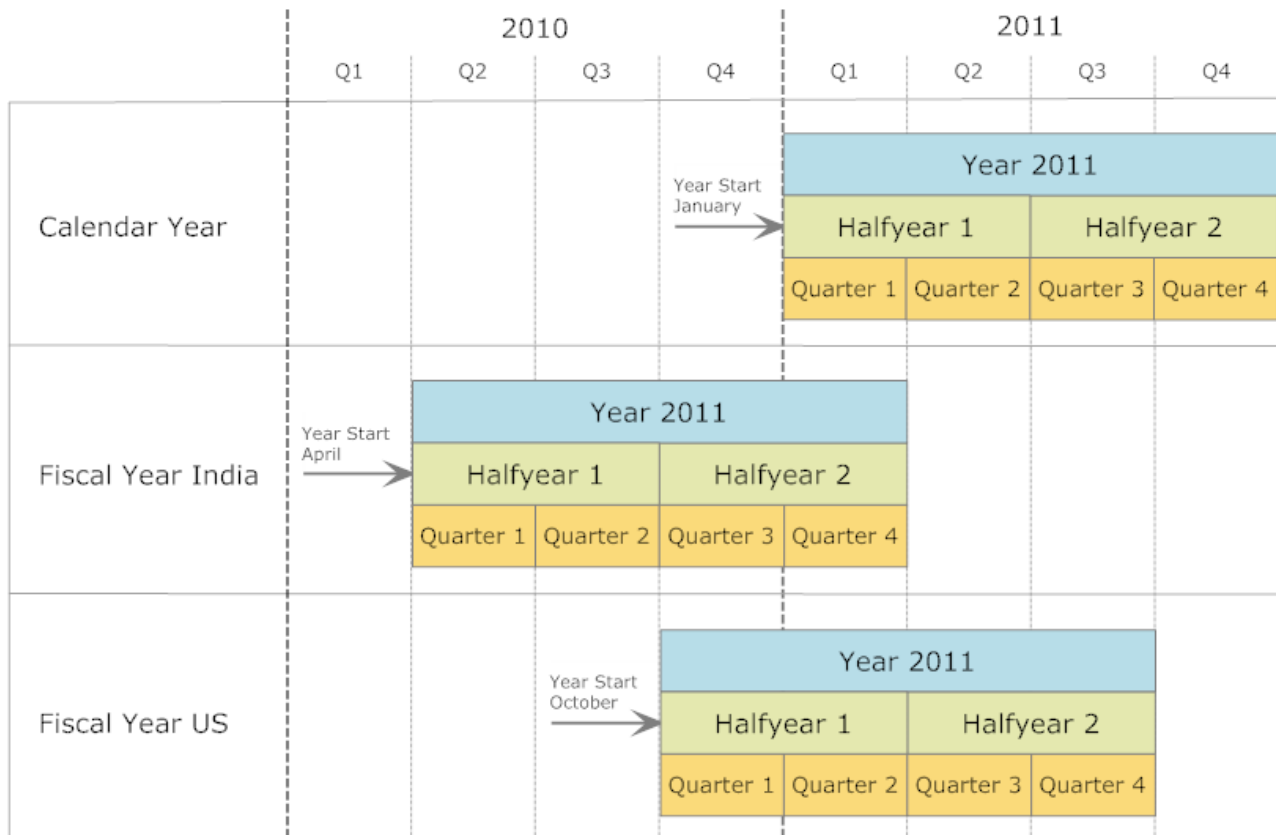 2010 2011
Q1 Q2 Q3 Q4 Q1 Q2 Q3 Q4
Calendar Year
Year Start
January
Year 2011
Halfyear 1 Halfyear 2
Quarter 1 Quarter 2 Quarter 3 Quarter 4
Fiscal Year India
Year Start
April
Year 2011
Halfyear 1 Halfyear 2
Quarter 1 Quarter 2 Quarter 3 Quarter 4
Fiscal Year US
Year Start
October
Year 2011
Halfyear 1 Halfyear 2
Quarter 1 Quarter 2 Quarter 3 Quarter 4